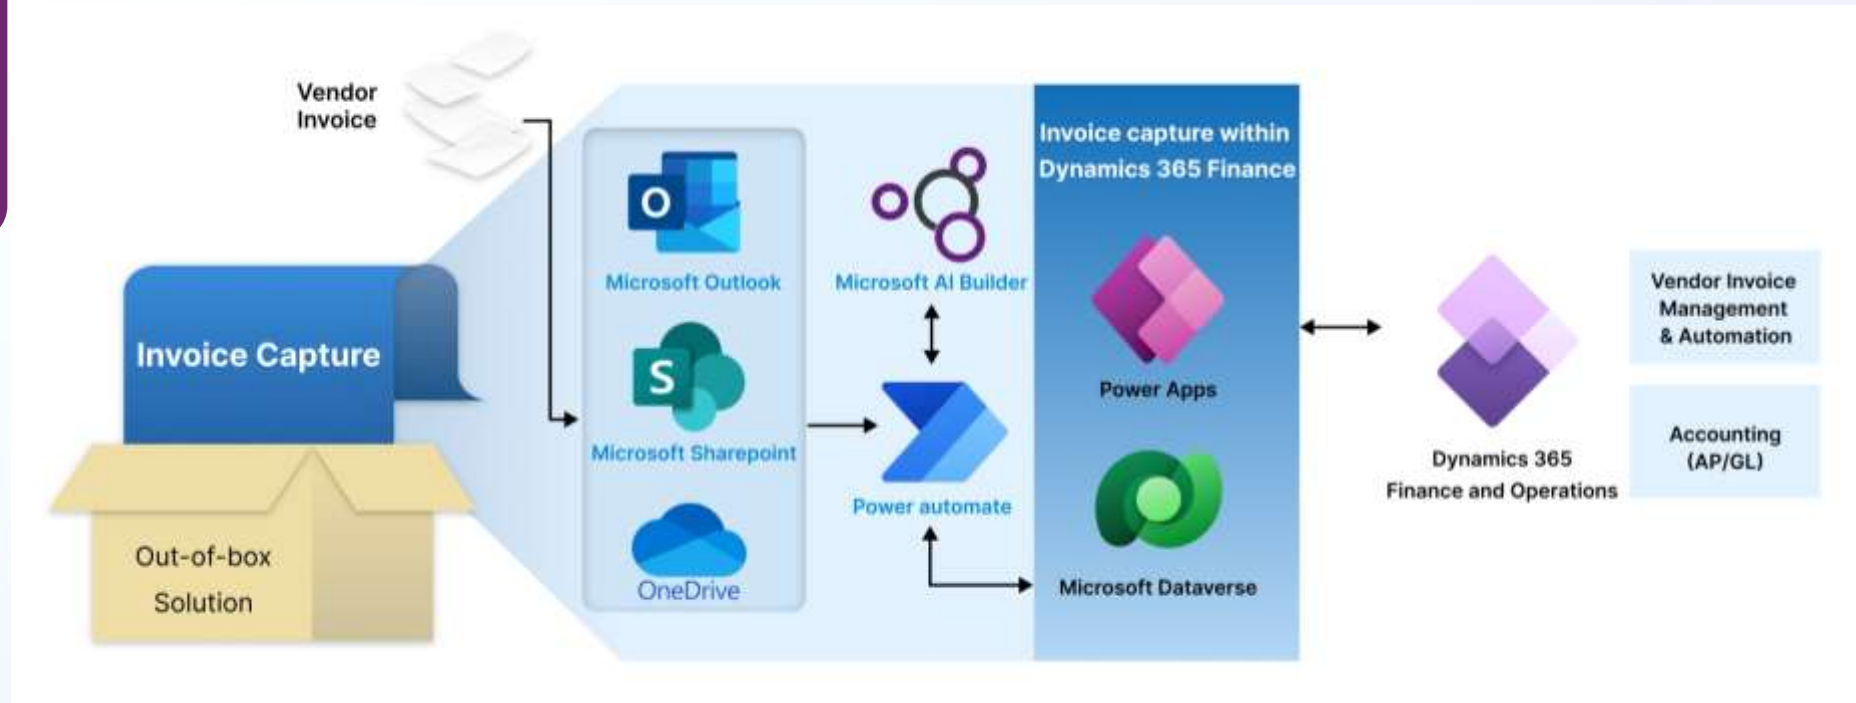 Vendor
Invoice
Invoice Capture
Out-of-box
Solution
O
Microsoft Outlook
S
Microsoft Sharepoint
OneDrive
Microsoft AI Builder
Power automate
Invoice capture within
Dynamics 365 Finance
Power Apps
Microsoft Dataverse
Dynamics 365
Finance and Operations
Vendor Invoice
Management
& Automation
Accounting
(AP/GL)